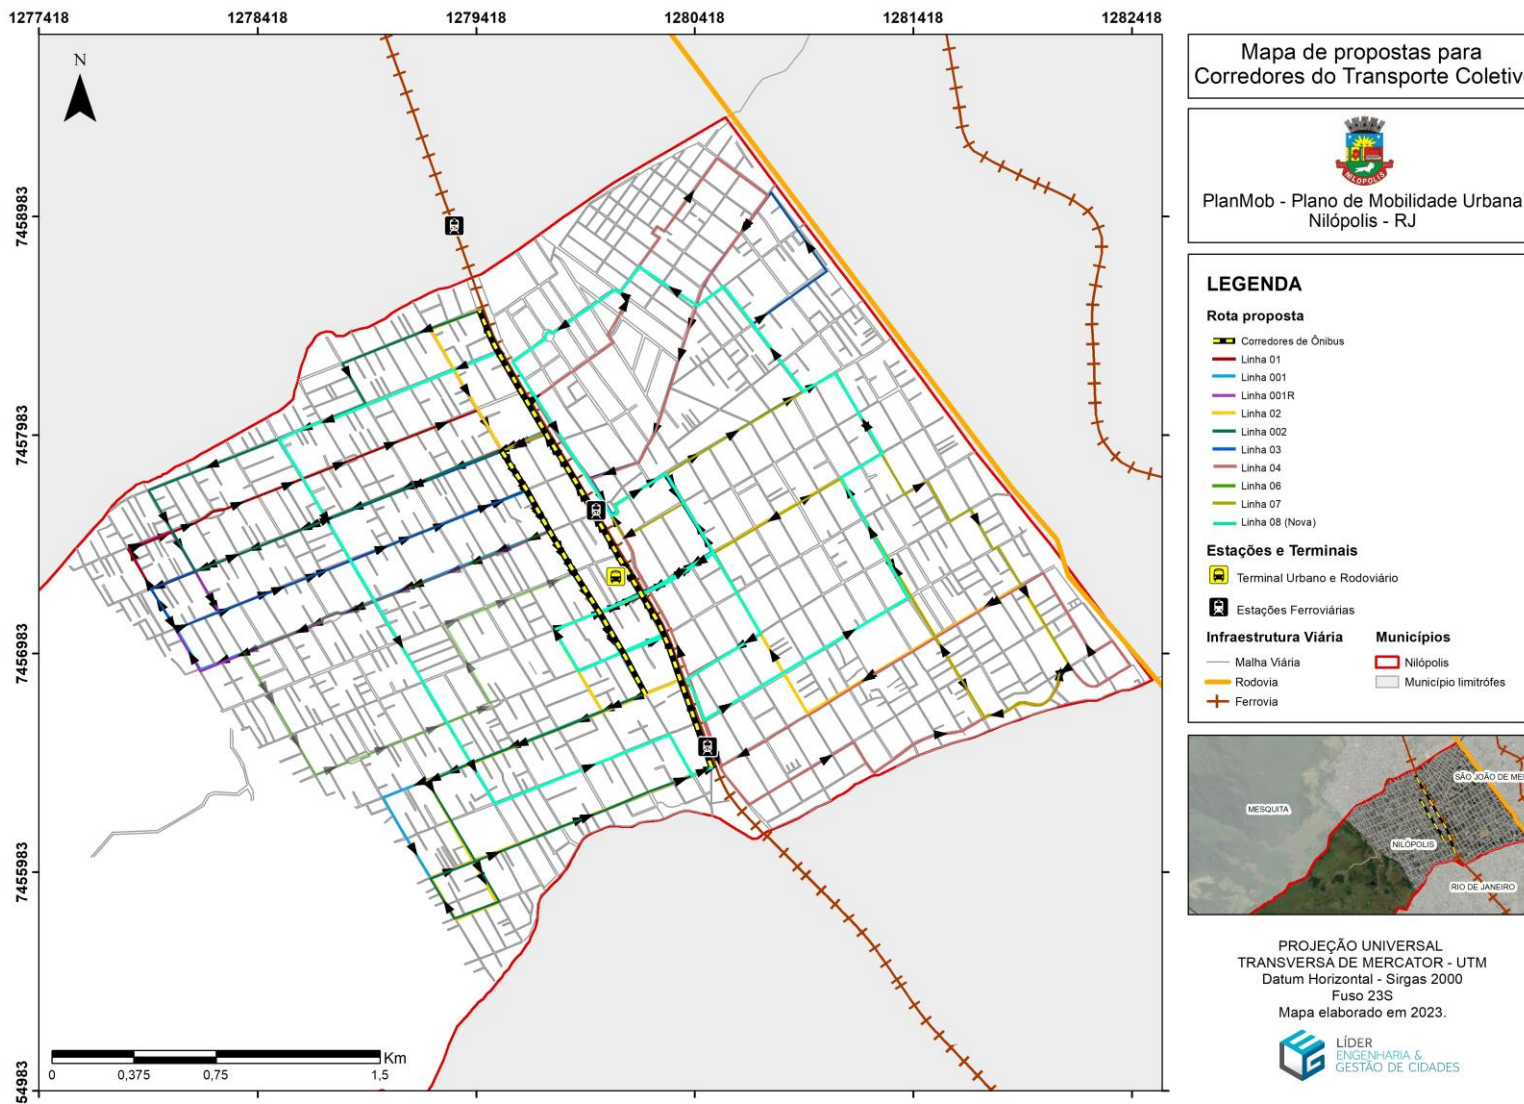 1277418
1278418
1279418
1280418
1281418
1282418
7458983
7457983
7456983
7455983
54983
N
Km
0
0,375
0,75
1,5
Mapa de propostas para
Corredores do Transporte Coletiv
NILÓPOLIS
PlanMob - Plano de Mobilidade Urbana
Nilópolis - RJ
LEGENDA
Rota proposta
Corredores de Ônibus
Linha 01
Linha 001
Linha 001R
Linha 02
Linha 002
Linha 03
Linha 04
Linha 06
Linha 07
Linha 08 (Nova)
Estações e Terminais
Terminal Urbano e Rodoviário
Estações Ferroviárias
Infraestrutura Viária
Malha Viária
Rodovia
Ferrovia
Municípios
Nilópolis
Município limitrófes
SÃO JOÃO DE MER
MESQUITA
NILÓPOLIS
RIO DE JANEIRO
PROJEÇÃO UNIVERSAL
TRANSVERSA DE MERCATOR - UTM
Datum Horizontal - Sirgas 2000
Fuso 23S
Mapa elaborado em 2023.
LÍDER
ENGENHARIA &
GESTÃO DE CIDADES